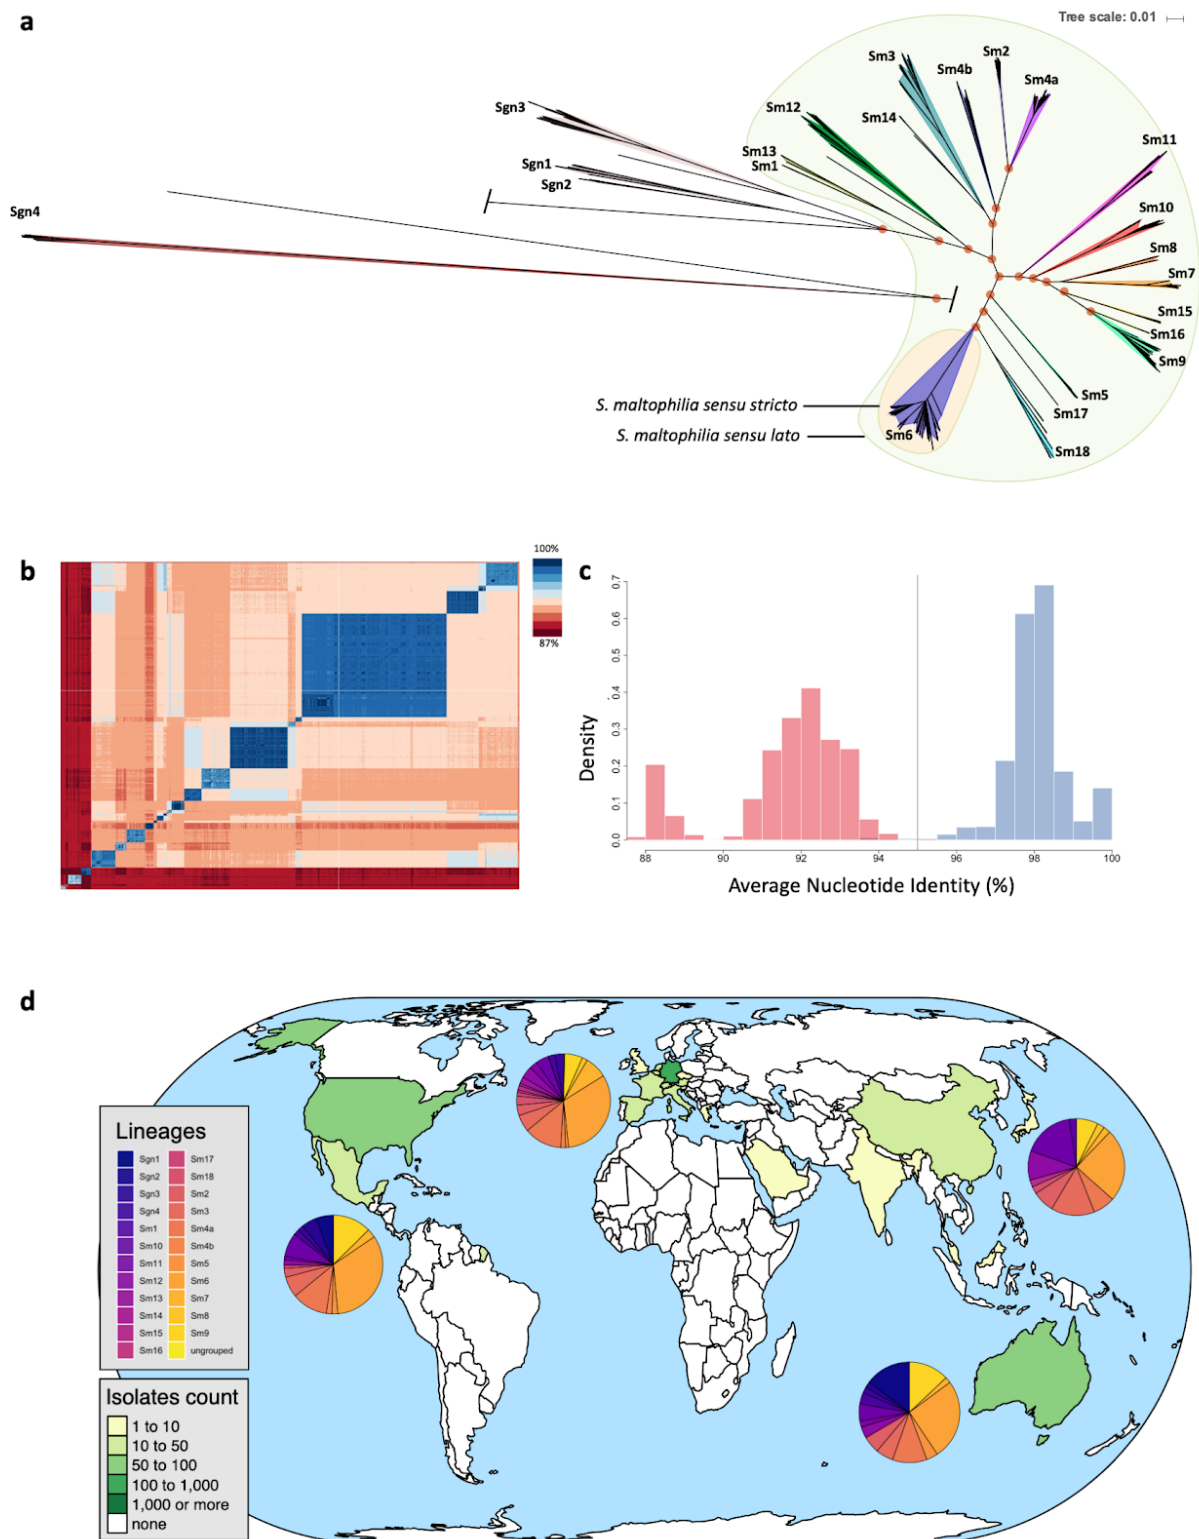 a
Tree scale: 0.01
Sm3
Sm2
Sm4b
Sm4a
Sgn3
Sm12
Sm14
Sm11
Sm13
Sm1
Sgn1
Sgn2
Sm10
Sgn4
Sm8
Sm7
Sm15
Sm16
Sm9
Sm5
S. maltophilia sensu stricto
Sm17
S. maltophilia sensu lato
Sm6
Sm18
b
100%
87%
c
0.7
0.6
0.5
0.4
0.3
0.2
0.1
0.0
Density
88 90 92 94 96 98 100
Average Nucleotide Identity (%)
d
Lineages
Sgn1 Sm17
Sgn2 Sm18
Sgn3 Sm2
Sgn4 Sm3
Sm1 Sm4a
Sm10 Sm4b
Sm11 Sm5
Sm12 Sm6
Sm13 Sm7
Sm14 Sm8
Sm15 Sm9
Sm16 ungrouped
Isolates count
1 to 10
10 to 50
50 to 100
100 to 1,000
1,000 or more
none